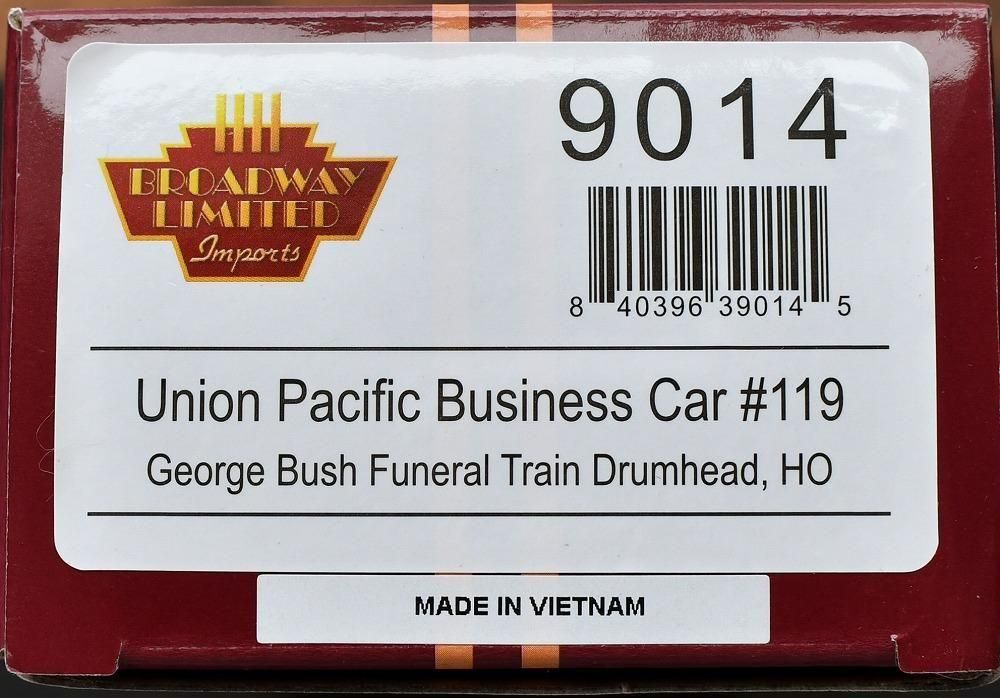 BROADWAY
LIMITED
Imports
9014
8 40396 39014 5
Union Pacific Business Car #119
George Bush Funeral Train Drumhead, HO
MADE IN VIETNAM